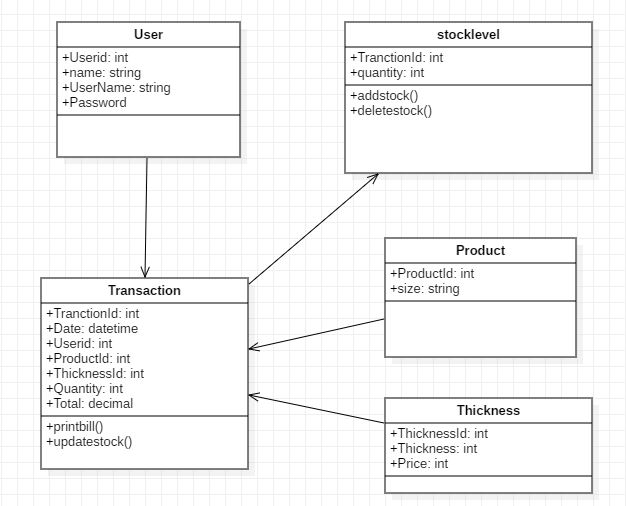 User
+Userid: int
+name: string
+UserName: string
+Password
stocklevel
+TranctionId: int
+quantity: int
+addstock()
+deletestock()
Transaction
+TranctionId: int
+Date: datetime
+Userid: int
+ProductId: int
+ThicknessId: int
+Quantity: int
+Total: decimal
+printbill()
+updatestock()
Product
+ProductId: int
+size: string
Thickness
+ThicknessId: int
+Thickness: int
+Price: int